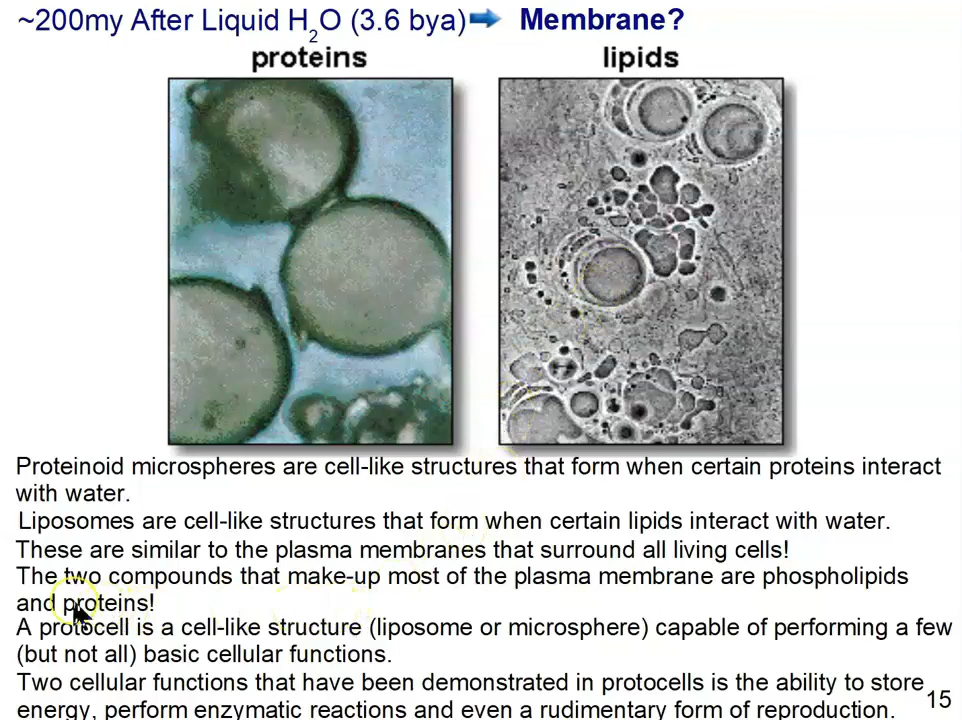 ~200my After Liquid H2O (3.6 bya) Membrane?
proteins lipids
Proteinoid microspheres are cell-like structures that form when certain proteins interact
with water.
Liposomes are cell-like structures that form when certain lipids interact with water.
These are similar to the plasma membranes that surround all living cells!
The two compounds that make-up most of the plasma membrane are phospholipids
and proteins!
A protocell is a cell-like structure (liposome or microsphere) capable of performing a few
(but not all) basic cellular functions.
Two cellular functions that have been demonstrated in protocells is the ability to store
energy, perform enzymatic reactions and even a rudimentary form of reproduction.
15